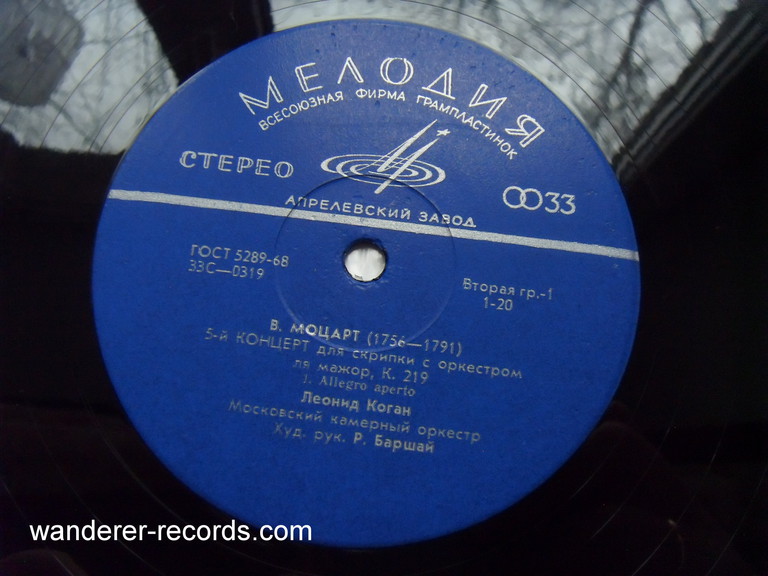 МЕЛОДИЯ
ВСЕСОЮЗНАЯ ФИРМА ГРАМПЛАСТИНОК
СТЕРЕО
33
АПРЕЛЕВСКИЙ ЗАВОД
ГОСТ 5289-68
33С—0319
Вторая гр.-1
1-20
В. МОЦАРТ (1756—1791)
5-й КОНЦЕРТ для скрипки с оркестром
ля мажор, К. 219
1. Allegro aperto
Леонид Коган
Московский камерный оркестр
Худ. рук. Р. Баршай
wanderer-records.com